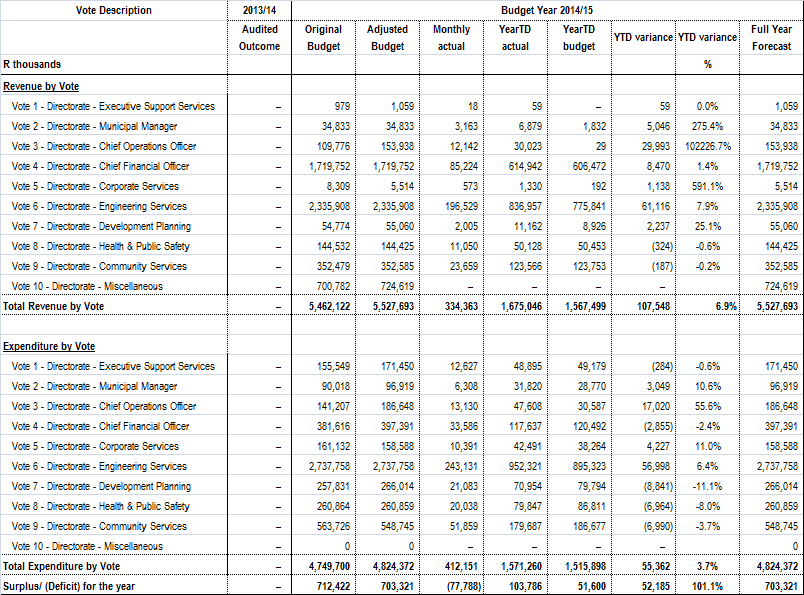 Vote Description 2013/14 Budget Year 2014/15
Audited Original Adjusted Monthly YearTD YearTD YTD variance YTD variance Full Year
Outcome Budget Budget actual actual budget Forecast
R thousands %
Revenue by Vote
Vote 1 - Directorate - Executive Support Services – 979 1,059 18 59 – 59 0.0% 1,059
Vote 2 - Directorate - Municipal Manager – 34,833 34,833 3,163 6,879 1,832 5,046 275.4% 34,833
Vote 3 - Directorate - Chief Operations Officer – 109,776 153,938 12,142 30,023 29 29,993 102226.7% 153,938
Vote 4 - Directorate - Chief Financial Officer – 1,719,752 1,719,752 85,224 614,942 606,472 8,470 1.4% 1,719,752
Vote 5 - Directorate - Corporate Services – 8,309 5,514 573 1,330 192 1,138 591.1% 5,514
Vote 6 - Directorate - Engineering Services – 2,335,908 2,335,908 196,529 836,957 775,841 61,116 7.9% 2,335,908
Vote 7 - Directorate - Development Planning – 54,774 55,060 2,005 11,162 8,926 2,237 25.1% 55,060
Vote 8 - Directorate - Health & Public Safety – 144,532 144,425 11,050 50,128 50,453 (324) -0.6% 144,425
Vote 9 - Directorate - Community Services – 352,479 352,585 23,659 123,566 123,753 (187) -0.2% 352,585
Vote 10 - Directorate - Miscellaneous – 700,782 724,619 – – – – 724,619
Total Revenue by Vote – 5,462,122 5,527,693 334,363 1,675,046 1,567,499 107,548 6.9% 5,527,693
Expenditure by Vote
Vote 1 - Directorate - Executive Support Services – 155,549 171,450 12,627 48,895 49,179 (284) -0.6% 171,450
Vote 2 - Directorate - Municipal Manager – 90,018 96,919 6,308 31,820 28,770 3,049 10.6% 96,919
Vote 3 - Directorate - Chief Operations Officer – 141,207 186,648 13,130 47,608 30,587 17,020 55.6% 186,648
Vote 4 - Directorate - Chief Financial Officer – 381,616 397,391 33,586 117,637 120,492 (2,855) -2.4% 397,391
Vote 5 - Directorate - Corporate Services – 161,132 158,588 10,391 42,491 38,264 4,227 11.0% 158,588
Vote 6 - Directorate - Engineering Services – 2,737,758 2,737,758 243,131 952,321 895,323 56,998 6.4% 2,737,758
Vote 7 - Directorate - Development Planning – 257,831 266,014 21,083 70,954 79,794 (8,841) -11.1% 266,014
Vote 8 - Directorate - Health & Public Safety – 260,864 260,859 20,038 79,847 86,811 (6,964) -8.0% 260,859
Vote 9 - Directorate - Community Services – 563,726 548,745 51,859 179,687 186,677 (6,990) -3.7% 548,745
Vote 10 - Directorate - Miscellaneous – 0 0 – – – – 0
Total Expenditure by Vote – 4,749,700 4,824,372 412,151 1,571,260 1,515,898 55,362 3.7% 4,824,372
Surplus/ (Deficit) for the year – 712,422 703,321 (77,788) 103,786 51,600 52,185 101.1% 703,321